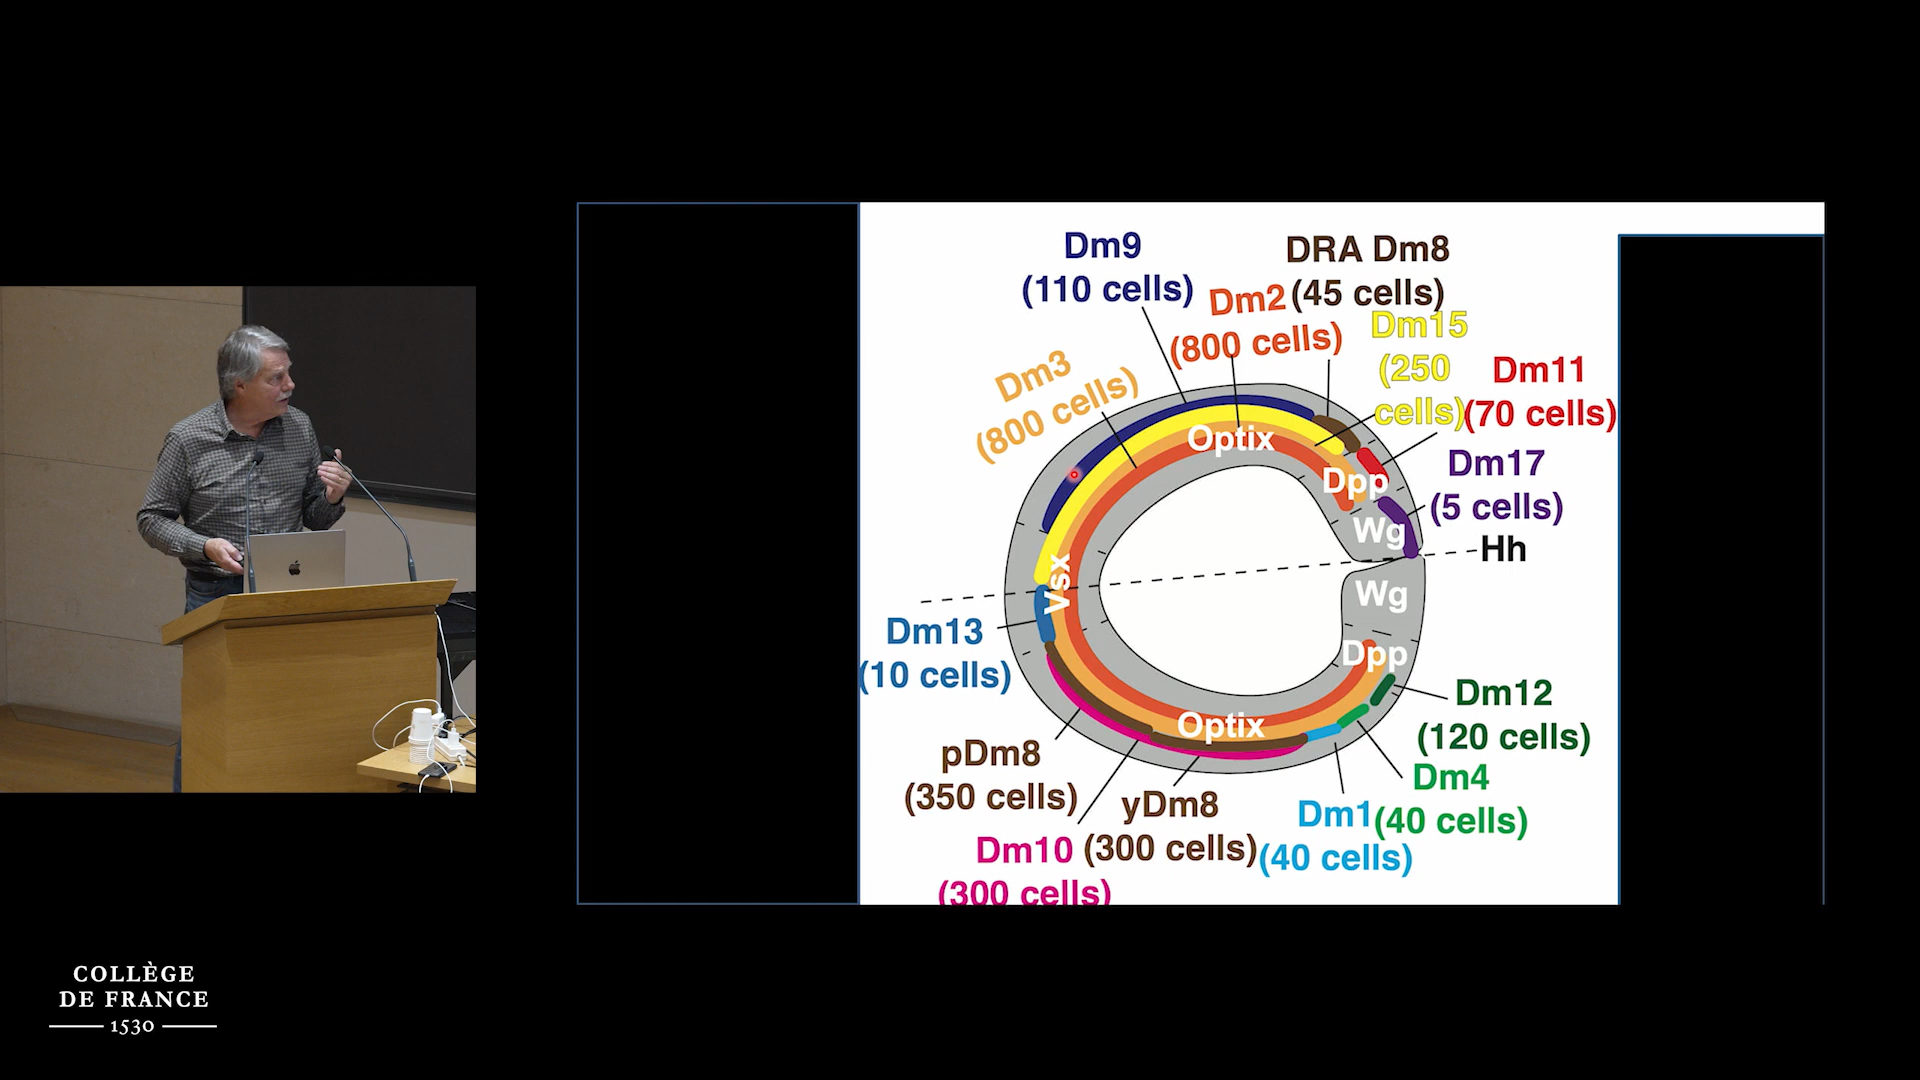 Dm9
(110 cells)
DRA Dm8
(45 cells)
Dm2
(800 cells)
Dm15
(250
cells)
Dm3
(800 cells)
Dm11
(70 cells)
Optix
Dpp
Dm17
(5 cells)
Wg
Hh
Vsx
Wg
Dm13
(10 cells)
Dpp
Dm12
(120 cells)
Optix
pDm8
(350 cells)
Dm4
(40 cells)
yDm8
(300 cells)
Dm1
(40 cells)
Dm10
(300 cells)
COLLÈGE
DE FRANCE
1530